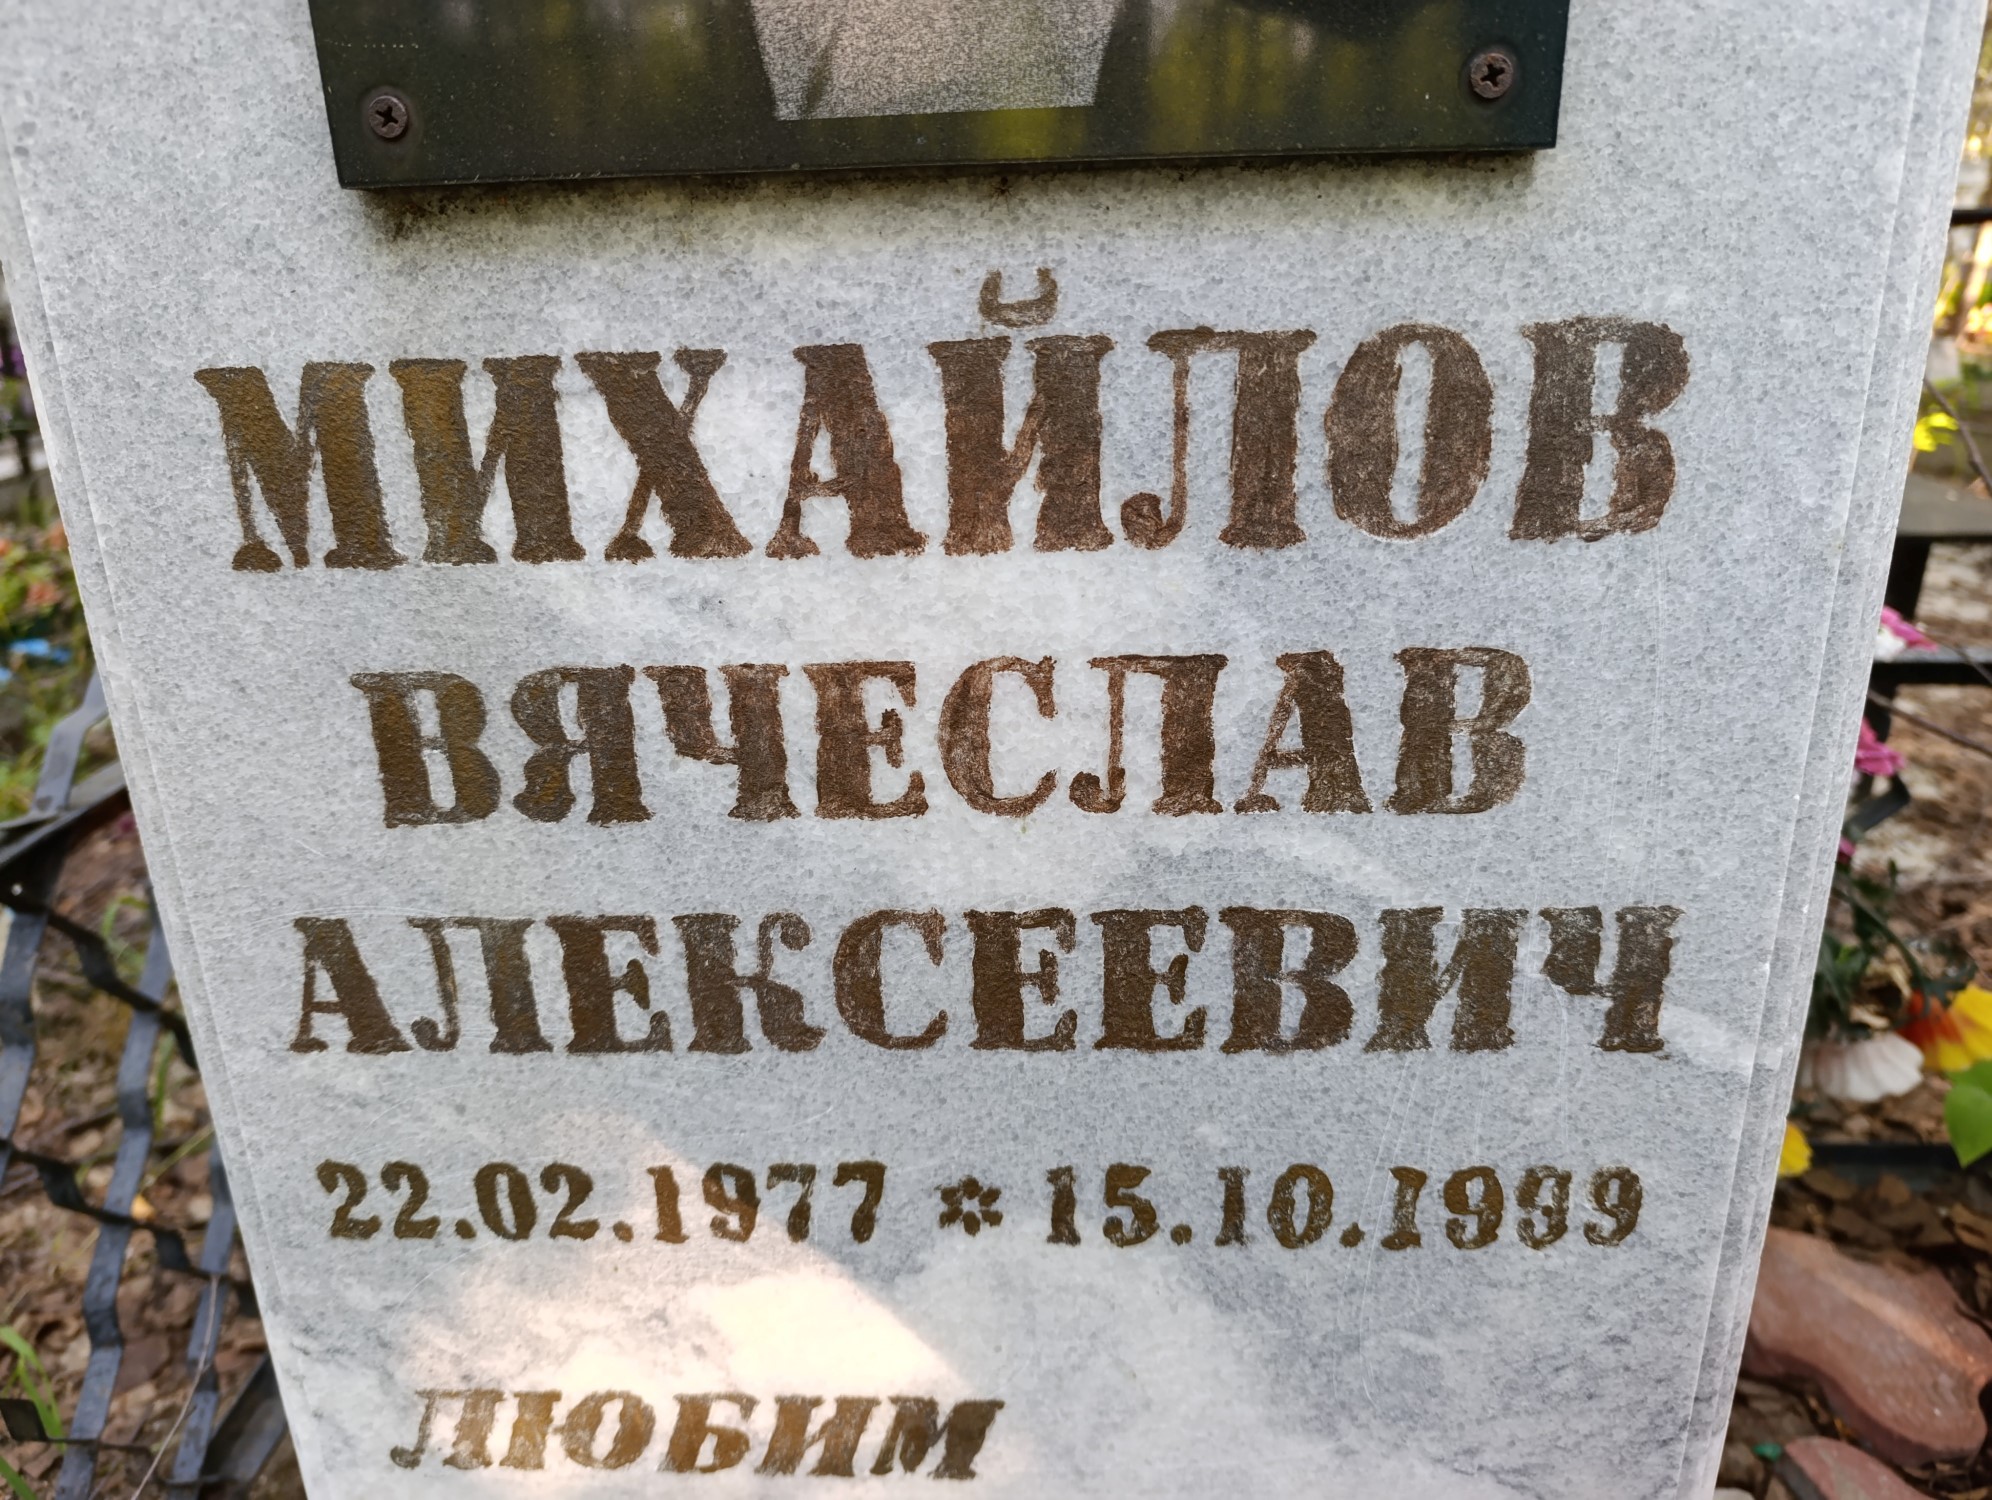 МИХАЙЛОВ
ВЯЧЕСЛАВ
АЛЕКСЕЕВИЧ
22.02.1977 * 15.10.1999
ЛЮБИМ